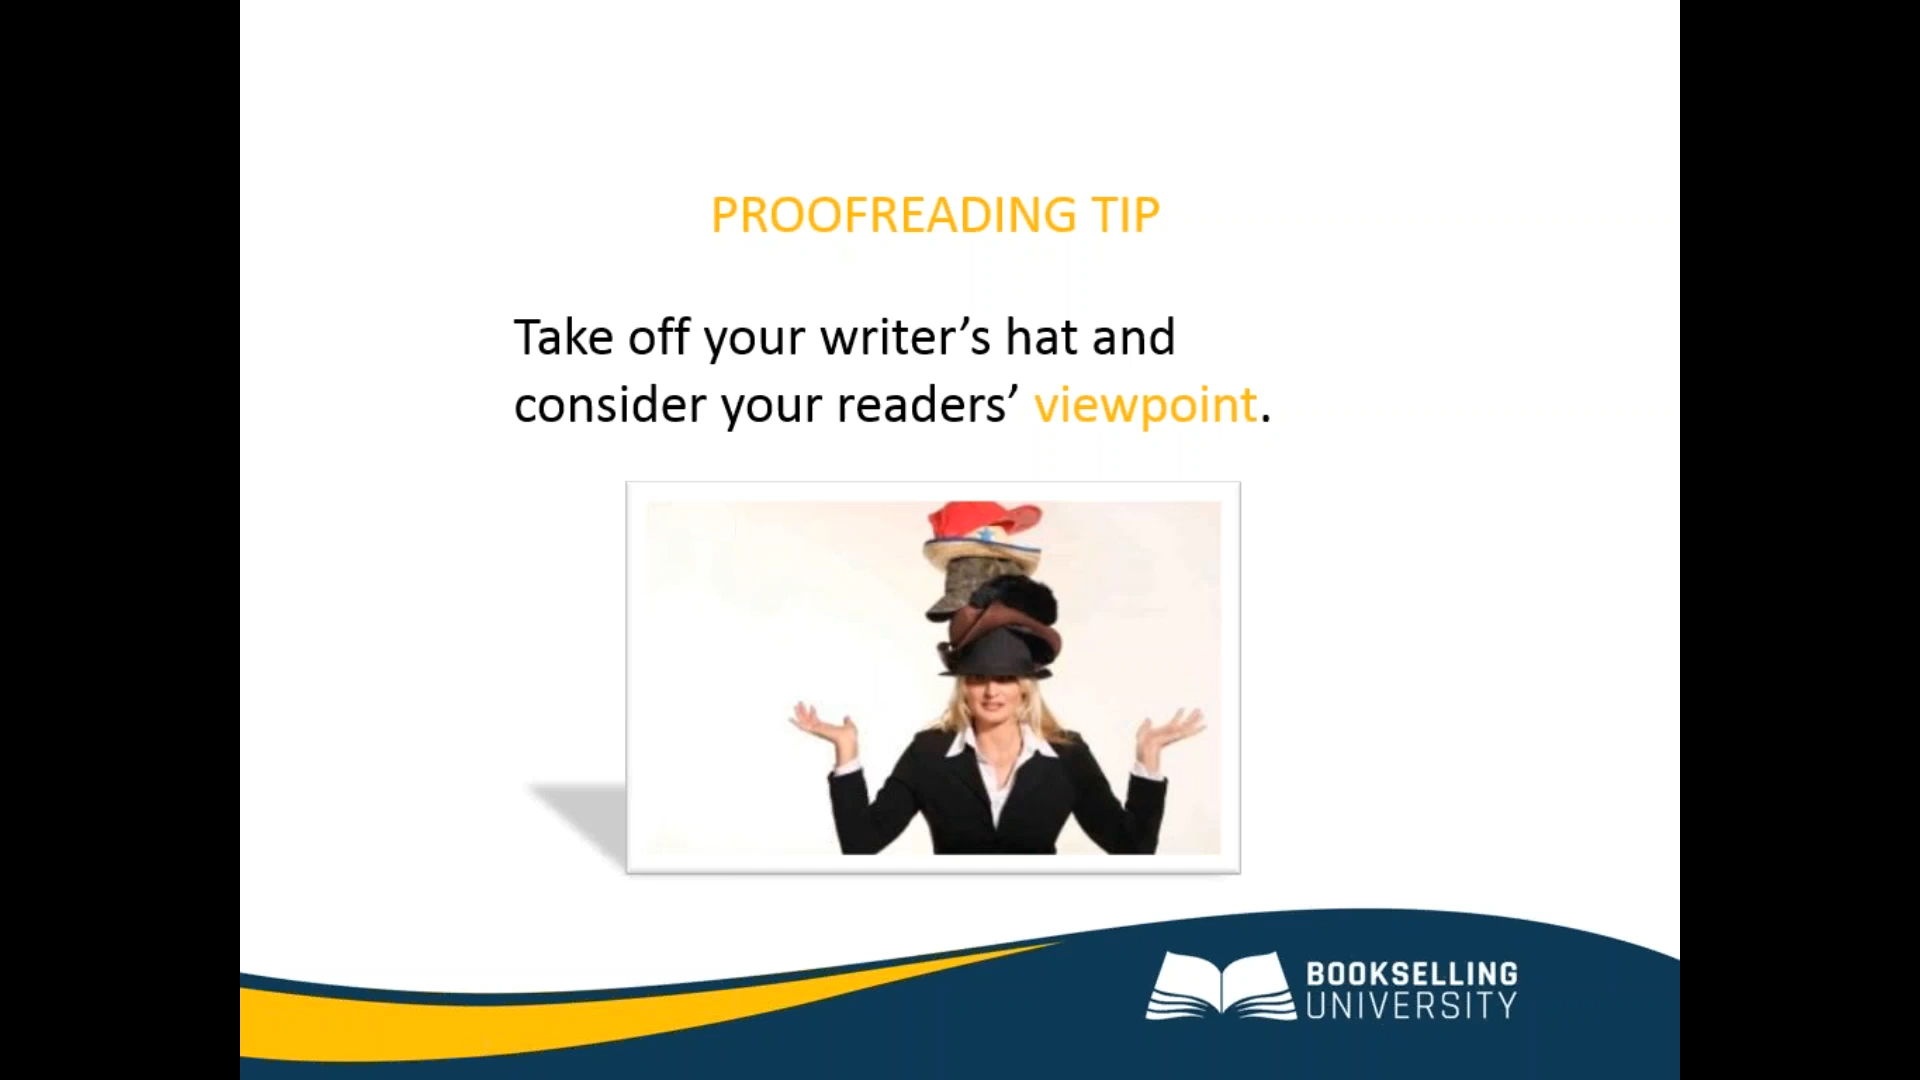 PROOFREADING TIP
Take off your writer’s hat and
consider your readers’ viewpoint.
BOOKSELLING
UNIVERSITY